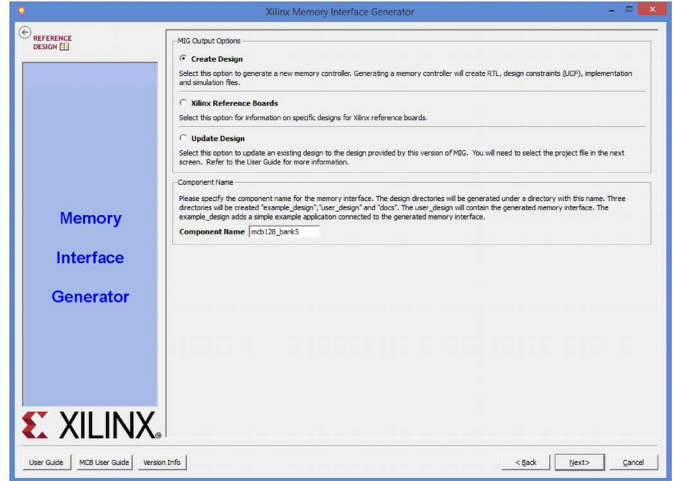 Xilinx Memory Interface Generator
REFERENCE
DESIGN
MIG Output Options
Create Design
Select this option to generate a new memory controller. Generating a memory controller will create RTL, design constraints (UCF), implementation
and simulation files.
Xilinx Reference Boards
Select this option for information on specific designs for Xilinx reference boards.
Update Design
Select this option to update an existing design to the design provided by this version of MIG. You will need to select the project file in the next
screen. Refer to the User Guide for more information.
Component Name
Please specify the component name for the memory interface. The design directories will be generated under a directory with this name. Three
directories will be created "example_design","user_design" and "docs". The user_design will contain the generated memory interface. The
example_design adds a simple example application connected to the generated memory interface.
Component Name mcb128_bank5
Memory
Interface
Generator
XILINX®
User Guide MCB User Guide Version Info < Back Next> Cancel